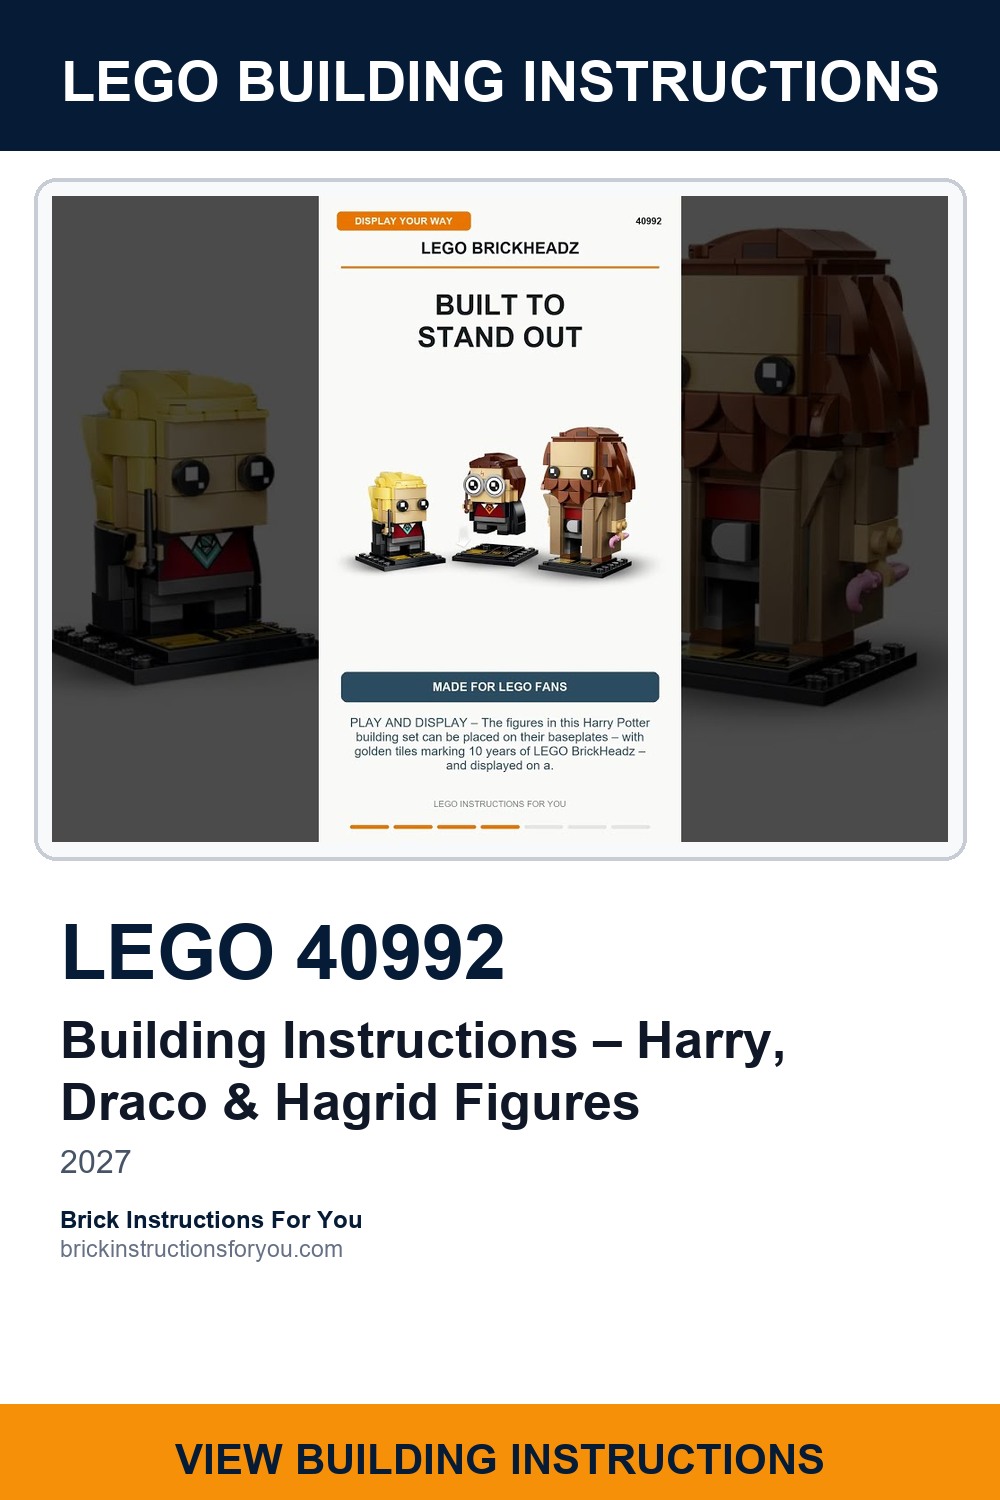 LEGO BUILDING INSTRUCTIONS
DISPLAY YOUR WAY
40992
LEGO BRICKHEADZ
BUILT TO
STAND OUT
MADE FOR LEGO FANS
PLAY AND DISPLAY – The figures in this Harry Potter
building set can be placed on their baseplates – with
golden tiles marking 10 years of LEGO BrickHeadz –
and displayed on a.
LEGO INSTRUCTIONS FOR YOU
LEGO 40992
Building Instructions – Harry,
Draco & Hagrid Figures
2027
Brick Instructions For You
brickinstructionsforyou.com
VIEW BUILDING INSTRUCTIONS